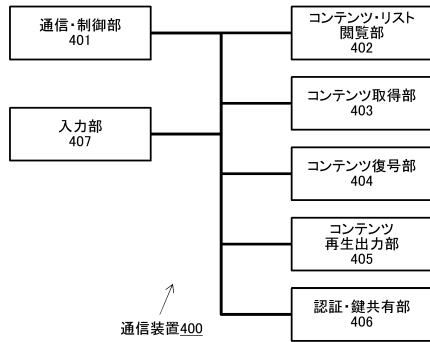 通信・制御部
401
入力部
407
コンテンツ・リスト
閲覧部
402
コンテンツ取得部
403
コンテンツ復号部
404
コンテンツ
再生出力部
405
認証・鍵共有部
406
通信装置400